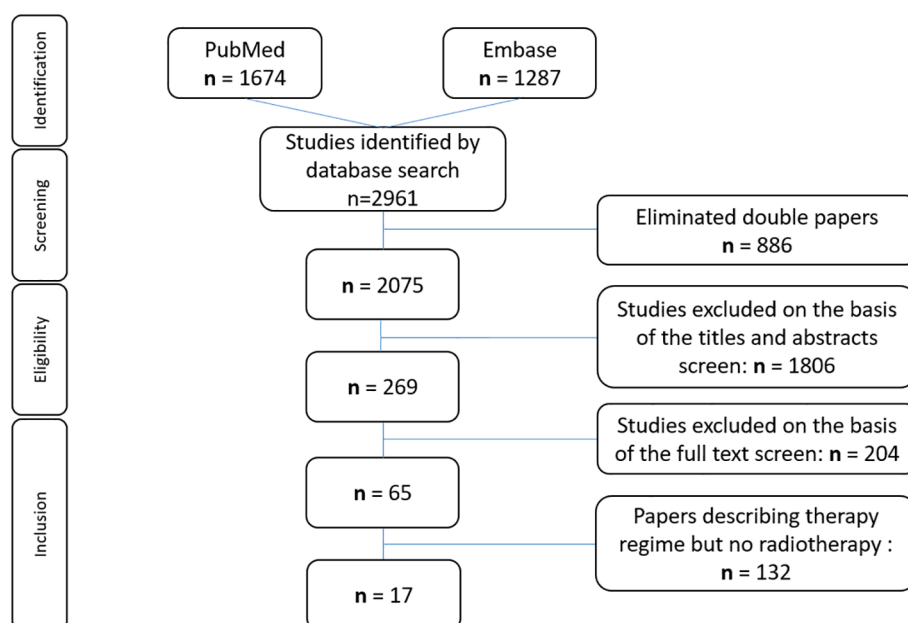 Identification
PubMed
n = 1674
Embase
n = 1287
Studies identified by
database search
n=2961
Screening
Eliminated double papers
n = 886
n = 2075
Eligibility
Studies excluded on the basis
of the titles and abstracts
screen: n = 1806
n = 269
Studies excluded on the basis
of the full text screen: n = 204
Inclusion
n = 65
Papers describing therapy
regime but no radiotherapy :
n = 132
n = 17